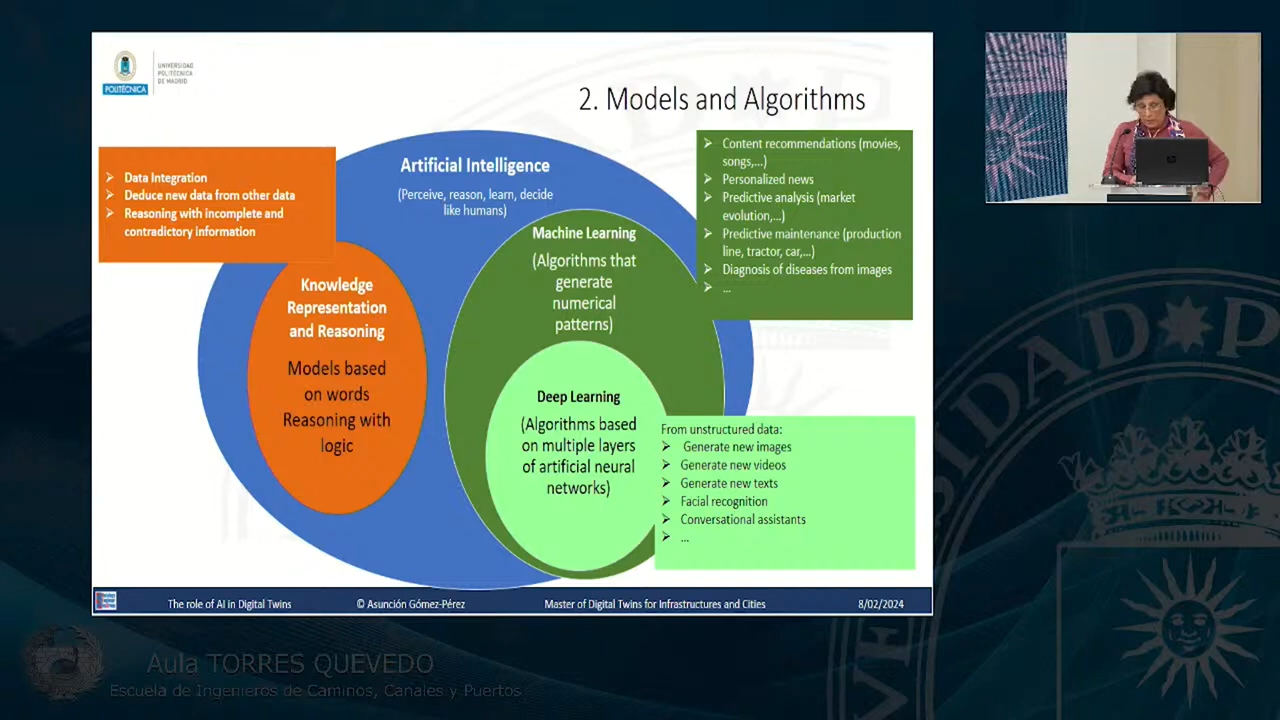 UNIVERSIDAD
POLITÉCNICA
DE MADRID
POLITÉCNICA
2. Models and Algorithms
Data Integration
Deduce new data from other data
Reasoning with incomplete and
contradictory Information
Artificial Intelligence
(Perceive, reason, learn, decide
like humans)
Knowledge
Representation
and Reasoning
Models based
on words
Reasoning with
logic
Machine Learning
(Algorithms that
generate
numerical
patterns)
Deep Learning
(Algorithms based
on multiple layers
of artificial neural
networks)
Content recommendations (movies,
songs,...)
Personalized news
Predictive analysis (market
evolution,...)
Predictive maintenance (production
line, tractor, car,...)
Diagnosis of diseases from images
...
From unstructured data:
Generate new images
Generate new videos
Generate new texts
Facial recognition
Conversational assistants
...
The role of AI in Digital Twins
© Asunción Gómez-Pérez
Master of Digital Twins for Infrastructures and Cities
8/02/2024
Aula TORRES QUEVEDO
Escuela de Ingenieros de Caminos, Canales y Puertos